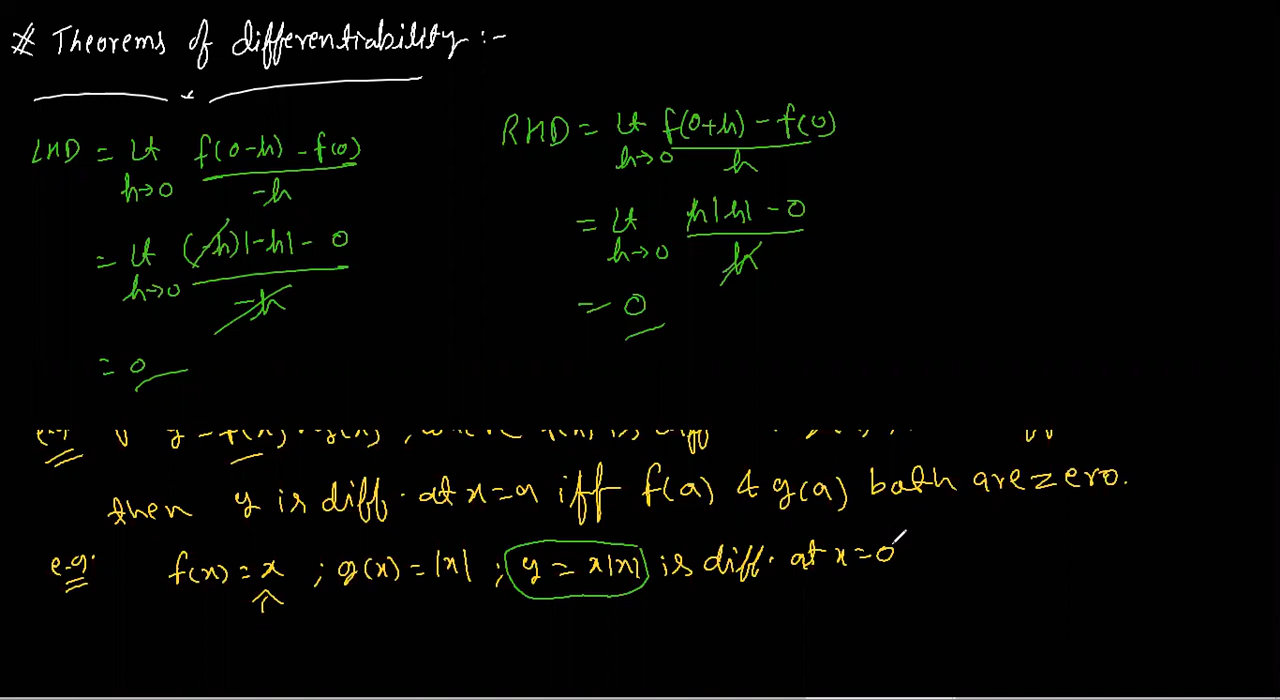 # Theorems of differentiability :-
LHD = Lt f(0-h) - f(0)
h→0 -h
= Lt (-h)|-h| - 0
h→0 -h
= 0
RHD = Lt f(0+h) - f(0)
h→0 h
= Lt h|h| - 0
h→0 h
= 0
y = f(x) . g(x)
then y is diff. at x=a iff f(a) & g(a) both are zero.
e.g. f(x) = x ; g(x) = |x| ; y = x|x| is diff. at x=0